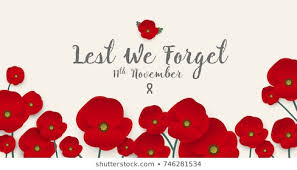 Lest We Forget
11th November
shutterstock.com • 746281534